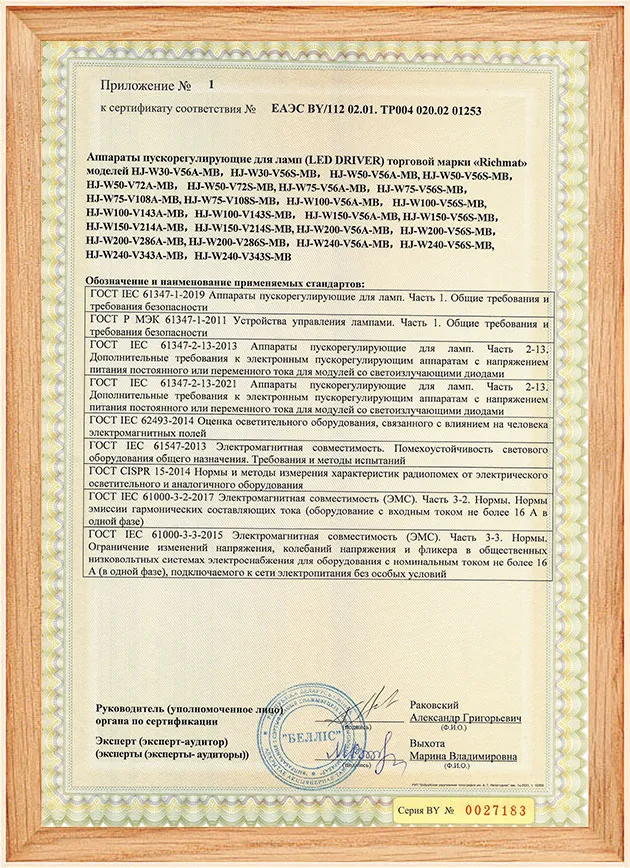 Приложение № 1
к сертификату соответствия № ЕАЭС BY/112 02.01. ТР004 020.02 01253
Аппараты пускорегулирующие для ламп (LED DRIVER) торговой марки «Richmat»
моделей HJ-W30-V56A-MB, HJ-W30-V56S-MB, HJ-W50-V56A-MB, HJ-W50-V56S-MB,
HJ-W50-V72A-MB, HJ-W50-V72S-MB, HJ-W75-V56A-MB, HJ-W75-V56S-MB,
HJ-W75-V108A-MB, HJ-W75-V108S-MB, HJ-W100-V56A-MB, HJ-W100-V56S-MB,
HJ-W100-V143A-MB, HJ-W100-V143S-MB, HJ-W150-V56A-MB, HJ-W150-V56S-MB,
HJ-W150-V214A-MB, HJ-W150-V214S-MB, HJ-W200-V56A-MB, HJ-W200-V56S-MB,
HJ-W200-V286A-MB, HJ-W200-V286S-MB, HJ-W240-V56A-MB, HJ-W240-V56S-MB,
HJ-W240-V343A-MB, HJ-W240-V343S-MB
Обозначение и наименование применяемых стандартов:
ГОСТ IEC 61347-1-2019 Аппараты пускорегулирующие для ламп. Часть 1. Общие требования и
требования безопасности
ГОСТ Р МЭК 61347-1-2011 Устройства управления лампами. Часть 1. Общие требования и
требования безопасности
ГОСТ IEC 61347-2-13-2013 Аппараты пускорегулирующие для ламп. Часть 2-13.
Дополнительные требования к электронным пускорегулирующим аппаратам с напряжением
питания постоянного или переменного тока для модулей со светоизлучающими диодами
ГОСТ IEC 61347-2-13-2021 Аппараты пускорегулирующие для ламп. Часть 2-13.
Дополнительные требования к электронным пускорегулирующим аппаратам с напряжением
питания постоянного или переменного тока для модулей со светоизлучающими диодами
ГОСТ IEC 62493-2014 Оценка осветительного оборудования, связанного с влиянием на человека
электромагнитных полей
ГОСТ IEC 61547-2013 Электромагнитная совместимость. Помехоустойчивость светового
оборудования общего назначения. Требования и методы испытаний
ГОСТ CISPR 15-2014 Нормы и методы измерения характеристик радиопомех от электрического
осветительного и аналогичного оборудования
ГОСТ IEC 61000-3-2-2017 Электромагнитная совместимость (ЭМС). Часть 3-2. Нормы. Нормы
эмиссии гармонических составляющих тока (оборудование с входным током не более 16 А в
одной фазе)
ГОСТ IEC 61000-3-3-2015 Электромагнитная совместимость (ЭМС). Часть 3-3. Нормы.
Ограничение изменений напряжения, колебаний напряжения и фликера в общественных
низковольтных системах электроснабжения для оборудования с номинальным током не более 16
А (в одной фазе), подключаемого к сети электропитания без особых условий
Руководитель (уполномоченное лицо)
органа по сертификации
(подпись)
Раковский
Александр Григорьевич
(Ф.И.О.)
Эксперт (эксперт-аудитор)
(эксперты (эксперты- аудиторы))
"БЕЛЛІС"
(подпись)
Выхота
Марина Владимировна
(Ф.И.О.)
Серия BY № 0027183